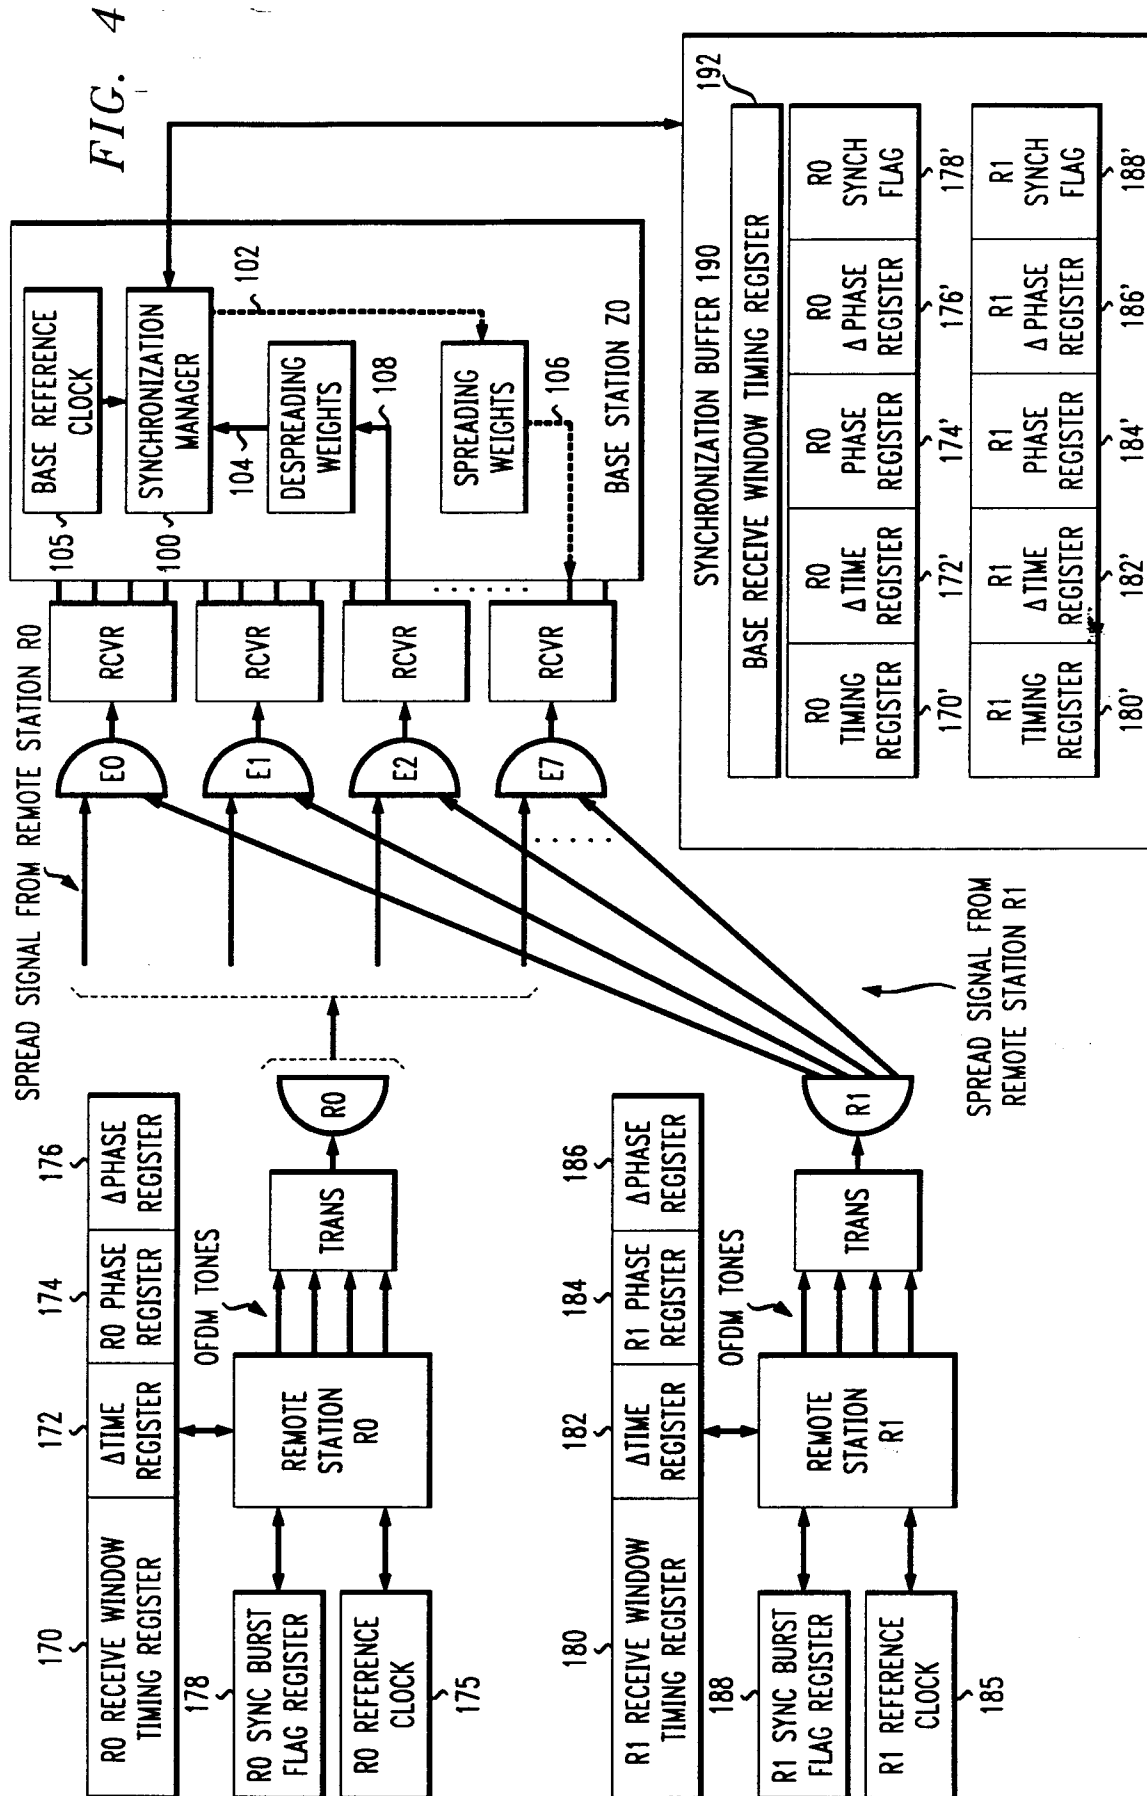 FIG. 4
SPREAD SIGNAL FROM REMOTE STATION R0
170
172
174
176
R0 RECEIVE WINDOW
TIMING REGISTER
ΔTIME
REGISTER
R0 PHASE
REGISTER
ΔPHASE
REGISTER
178
R0 SYNC BURST
FLAG REGISTER
R0 REFERENCE
CLOCK
175
REMOTE
STATION
R0
OFDM TONES
TRANS
R0
E0
E1
E2
E7
RCVR
RCVR
RCVR
RCVR
105
BASE REFERENCE
CLOCK
100
SYNCHRONIZATION
MANAGER
102
104
DESPREADING
WEIGHTS
108
SPREADING
WEIGHTS
106
BASE STATION Z0
180
182
184
186
R1 RECEIVE WINDOW
TIMING REGISTER
ΔTIME
REGISTER
R1 PHASE
REGISTER
ΔPHASE
REGISTER
188
R1 SYNC BURST
FLAG REGISTER
R1 REFERENCE
CLOCK
185
REMOTE
STATION
R1
OFDM TONES
TRANS
R1
SPREAD SIGNAL FROM
REMOTE STATION R1
SYNCHRONIZATION BUFFER 190
192
BASE RECEIVE WINDOW TIMING REGISTER
R0
TIMING
REGISTER
R0
ΔTIME
REGISTER
R0
PHASE
REGISTER
R0
Δ PHASE
REGISTER
R0
SYNCH
FLAG
170'
172'
174'
176'
178'
R1
TIMING
REGISTER
R1
ΔTIME
REGISTER
R1
PHASE
REGISTER
R1
Δ PHASE
REGISTER
R1
SYNCH
FLAG
180'
182'
184'
186'
188'